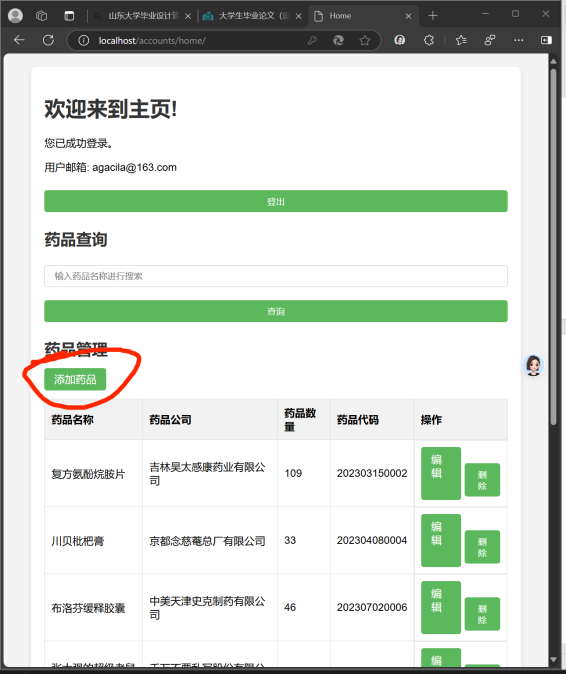 山东大学毕业设计管
大学生毕业论文（设
Home
localhost/accounts/home/
欢迎来到主页!
您已成功登录。
用户邮箱: agacila@163.com
登出
药品查询
输入药品名称进行搜索
查询
药品管理
添加药品
药品名称
药品公司
药品数
量
药品代码
操作
复方氨酚烷胺片
吉林吴太感康药业有限公
司
109
202303150002
编
辑
删
除
川贝枇杷膏
京都念慈菴总厂有限公司
33
202304080004
编
辑
删
除
布洛芬缓释胶囊
中美天津史克制药有限公
司
46
202307020006
编
辑
删
除
编